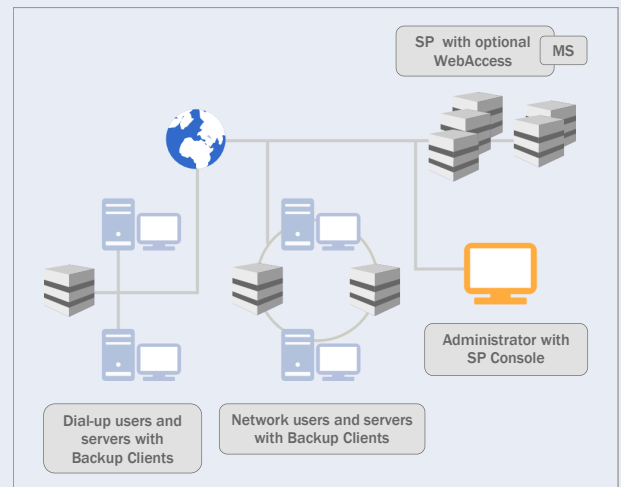 SP with optional
WebAccess
MS
Administrator with
SP Console
Dial-up users and
servers with
Backup Clients
Network users and servers
with Backup Clients